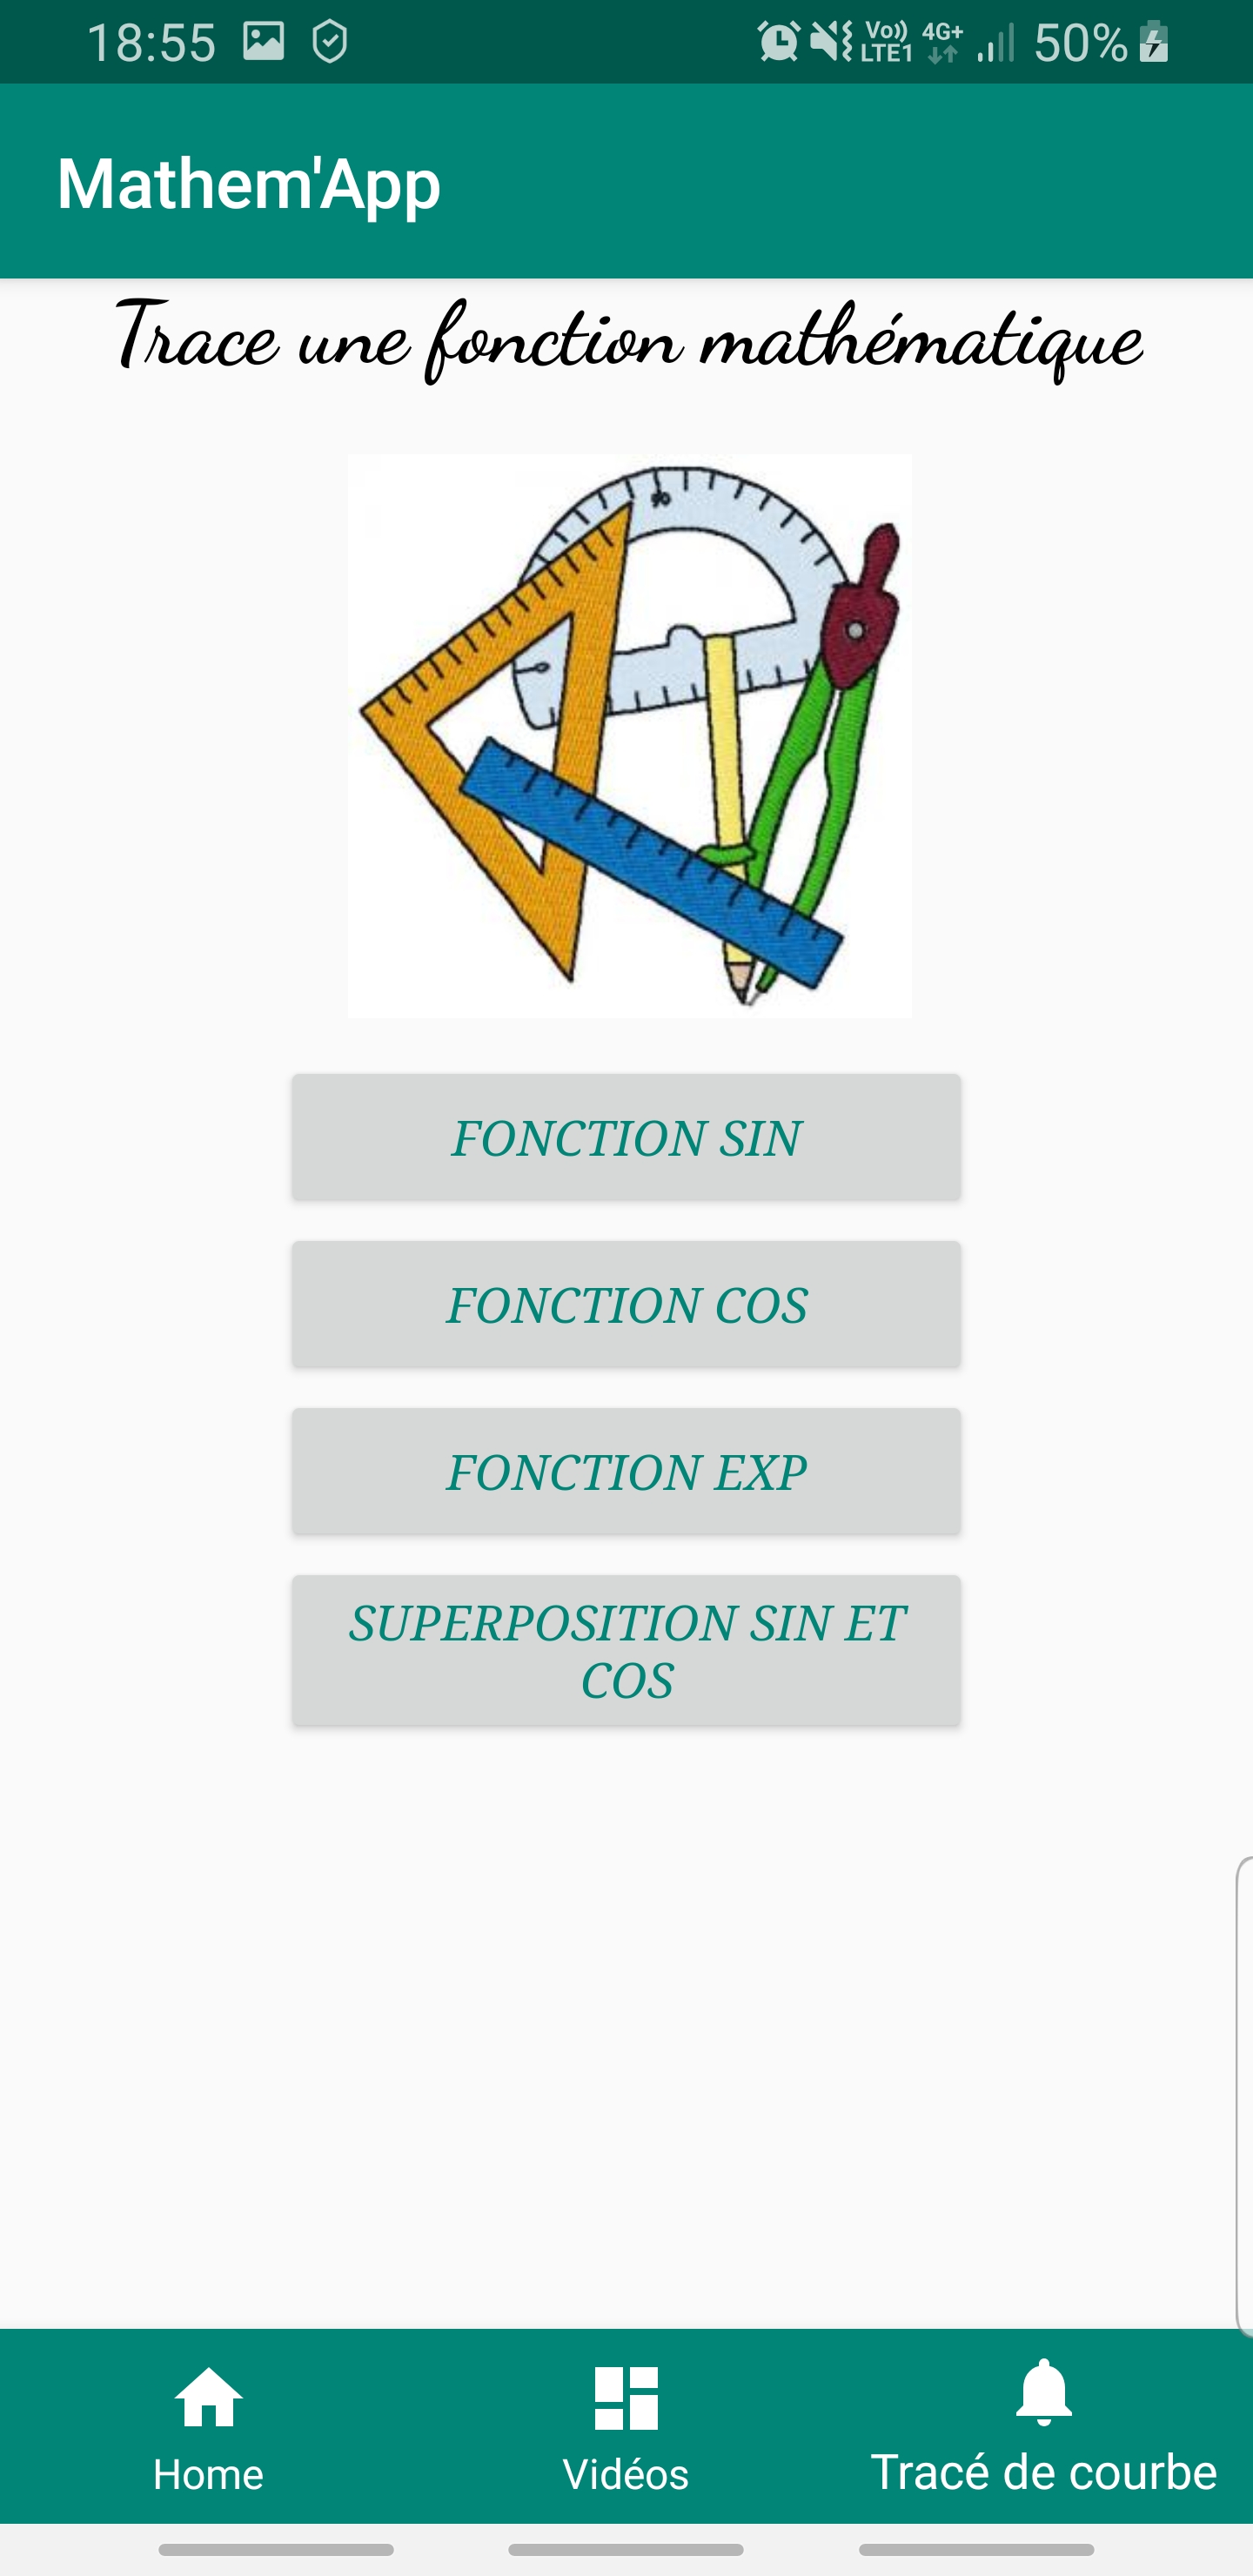 18:55 Vo)) LTE1 4G+ 50%
Mathem'App
Trace une fonction mathématique
FONCTION SIN
FONCTION COS
FONCTION EXP
SUPERPOSITION SIN ET
COS
Home Vidéos Tracé de courbe